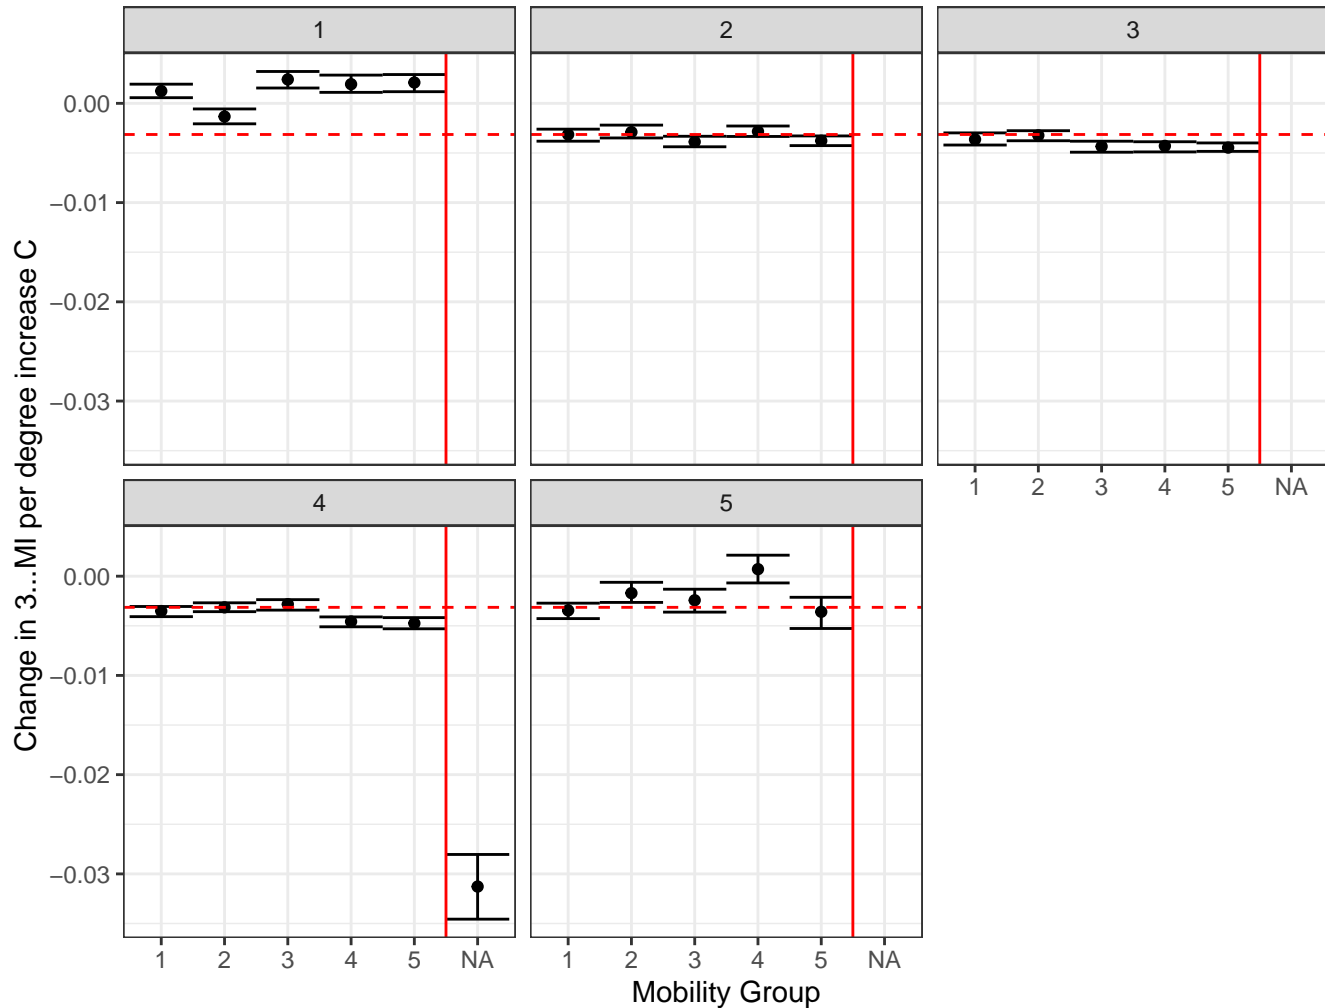 1 2 3
0.00
−0.01
−0.02
−0.03
1 2 3 4 5 NA
4 5
0.00
−0.01
−0.02
−0.03
1 2 3 4 5 NA 1 2 3 4 5 NA
Mobility Group
Change in 3...MI per degree increase C